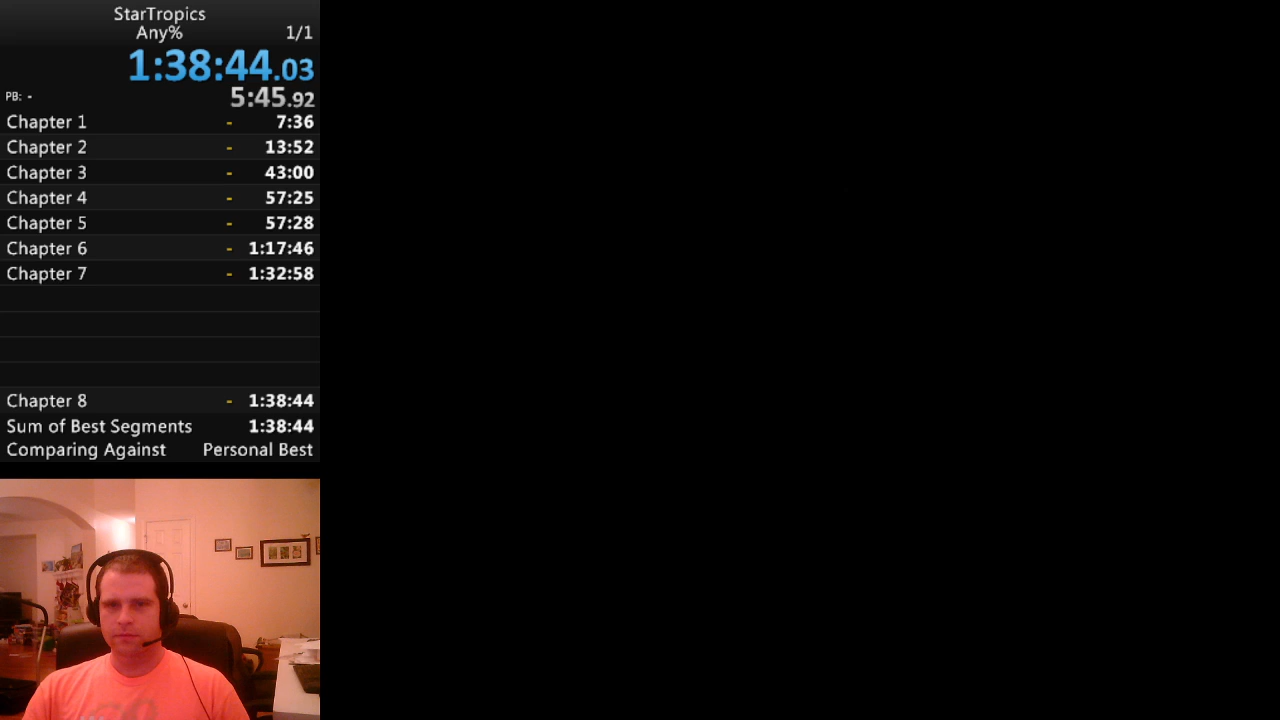 StarTropics
Any% 1/1
1:38:44.03
PB: - 5:45.92
Chapter 1 - 7:36
Chapter 2 - 13:52
Chapter 3 - 43:00
Chapter 4 - 57:25
Chapter 5 - 57:28
Chapter 6 - 1:17:46
Chapter 7 - 1:32:58
Chapter 8 - 1:38:44
Sum of Best Segments 1:38:44
Comparing Against Personal Best